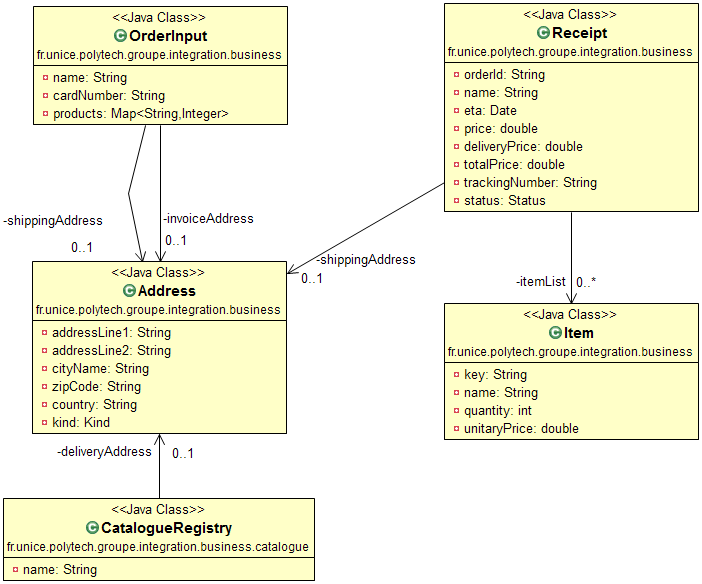 <<Java Class>>
OrderInput
fr.unice.polytech.groupe.integration.business
name: String
cardNumber: String
products: Map<String,Integer>
<<Java Class>>
Receipt
fr.unice.polytech.groupe.integration.business
orderId: String
name: String
eta: Date
price: double
deliveryPrice: double
totalPrice: double
trackingNumber: String
status: Status
-shippingAddress
0..1
-invoiceAddress
0..1
-shippingAddress
0..1
-itemList
0..*
<<Java Class>>
Address
fr.unice.polytech.groupe.integration.business
addressLine1: String
addressLine2: String
cityName: String
zipCode: String
country: String
kind: Kind
<<Java Class>>
Item
fr.unice.polytech.groupe.integration.business
key: String
name: String
quantity: int
unitaryPrice: double
-deliveryAddress
0..1
<<Java Class>>
CatalogueRegistry
fr.unice.polytech.groupe.integration.business.catalogue
name: String